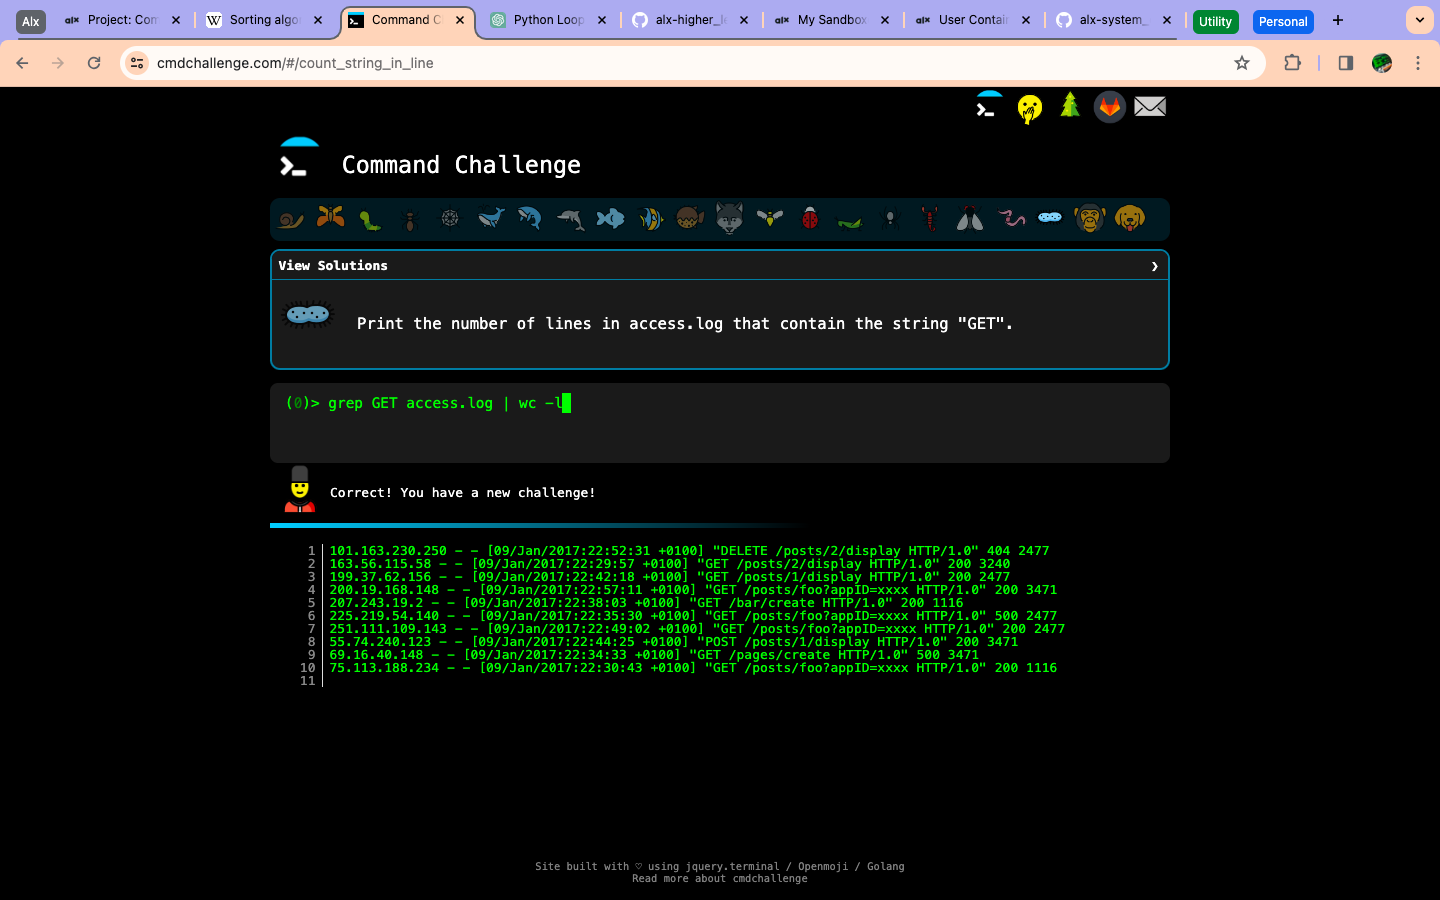 Alx
Project: Com
Sorting algo
Command C
Python Loop
alx-higher_le
My Sandbox
User Contai
alx-system_
Utility
Personal
cmdchallenge.com/#/count_string_in_line
Command Challenge
View Solutions
Print the number of lines in access.log that contain the string "GET".
(0)> grep GET access.log | wc -l
Correct! You have a new challenge!
1 101.163.230.250 - - [09/Jan/2017:22:52:31 +0100] "DELETE /posts/2/display HTTP/1.0" 404 2477
2 163.56.115.58 - - [09/Jan/2017:22:29:57 +0100] "GET /posts/2/display HTTP/1.0" 200 3240
3 199.37.62.156 - - [09/Jan/2017:22:42:18 +0100] "GET /posts/1/display HTTP/1.0" 200 2477
4 200.19.168.148 - - [09/Jan/2017:22:57:11 +0100] "GET /posts/foo?appID=xxxx HTTP/1.0" 200 3471
5 207.243.19.2 - - [09/Jan/2017:22:38:03 +0100] "GET /bar/create HTTP/1.0" 200 1116
6 225.219.54.140 - - [09/Jan/2017:22:35:30 +0100] "GET /posts/foo?appID=xxxx HTTP/1.0" 500 2477
7 251.111.109.143 - - [09/Jan/2017:22:49:02 +0100] "GET /posts/foo?appID=xxxx HTTP/1.0" 200 2477
8 55.74.240.123 - - [09/Jan/2017:22:44:25 +0100] "POST /posts/1/display HTTP/1.0" 200 3471
9 69.16.40.148 - - [09/Jan/2017:22:34:33 +0100] "GET /pages/create HTTP/1.0" 500 3471
10 75.113.188.234 - - [09/Jan/2017:22:30:43 +0100] "GET /posts/foo?appID=xxxx HTTP/1.0" 200 1116
11
Site built with ♡ using jquery.terminal / Openmoji / Golang
Read more about cmdchallenge